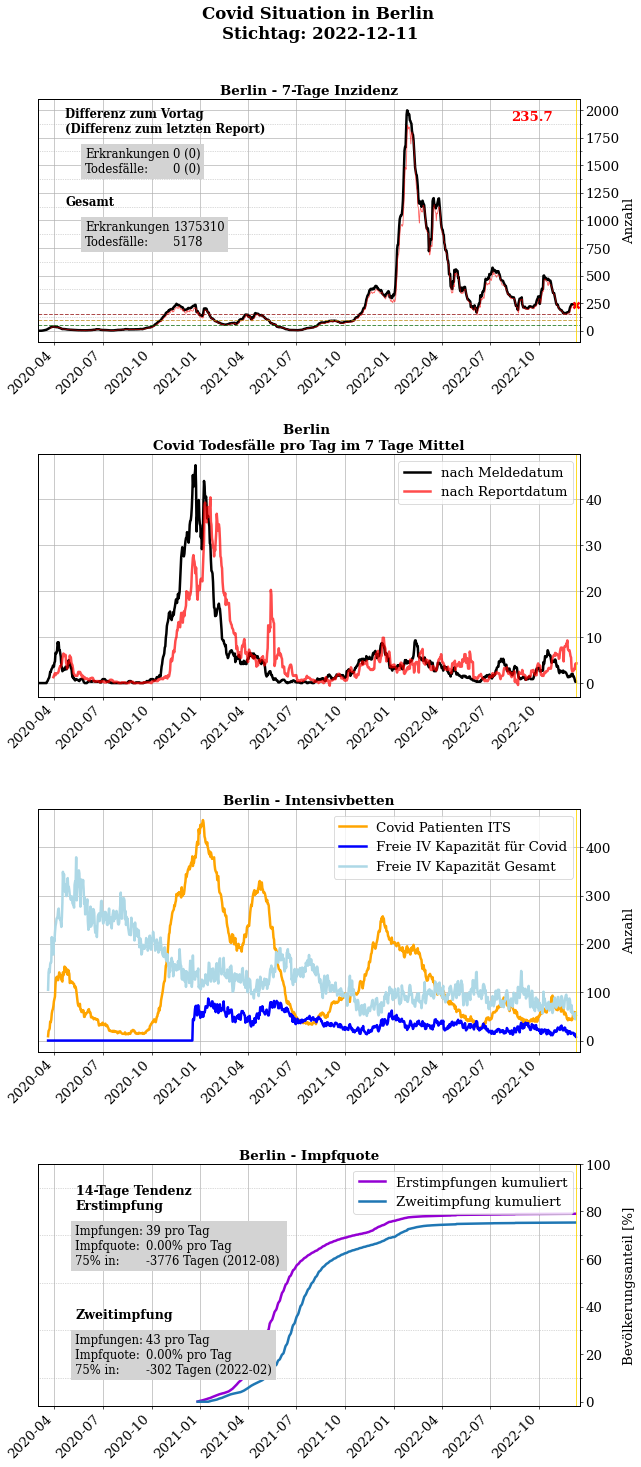 Covid Situation in Berlin
Stichtag: 2022-12-11
Berlin - 7-Tage Inzidenz
Differenz zum Vortag
(Differenz zum letzten Report)
Erkrankungen 0 (0)
Todesfälle: 0 (0)
Gesamt
Erkrankungen 1375310
Todesfälle: 5178
235.7
2000
1750
1500
1250
1000
750
500
250
0
Anzahl
2020-04
2020-07
2020-10
2021-01
2021-04
2021-07
2021-10
2022-01
2022-04
2022-07
2022-10
Berlin
Covid Todesfälle pro Tag im 7 Tage Mittel
nach Meldedatum
nach Reportdatum
40
30
20
10
0
2020-04
2020-07
2020-10
2021-01
2021-04
2021-07
2021-10
2022-01
2022-04
2022-07
2022-10
Berlin - Intensivbetten
Covid Patienten ITS
Freie IV Kapazität für Covid
Freie IV Kapazität Gesamt
400
300
200
100
0
Anzahl
2020-04
2020-07
2020-10
2021-01
2021-04
2021-07
2021-10
2022-01
2022-04
2022-07
2022-10
Berlin - Impfquote
14-Tage Tendenz
Erstimpfung
Impfungen: 39 pro Tag
Impfquote: 0.00% pro Tag
75% in: -3776 Tagen (2012-08)
Zweitimpfung
Impfungen: 43 pro Tag
Impfquote: 0.00% pro Tag
75% in: -302 Tagen (2022-02)
Erstimpfungen kumuliert
Zweitimpfung kumuliert
100
80
60
40
20
0
Bevölkerungsanteil [%]
2020-04
2020-07
2020-10
2021-01
2021-04
2021-07
2021-10
2022-01
2022-04
2022-07
2022-10